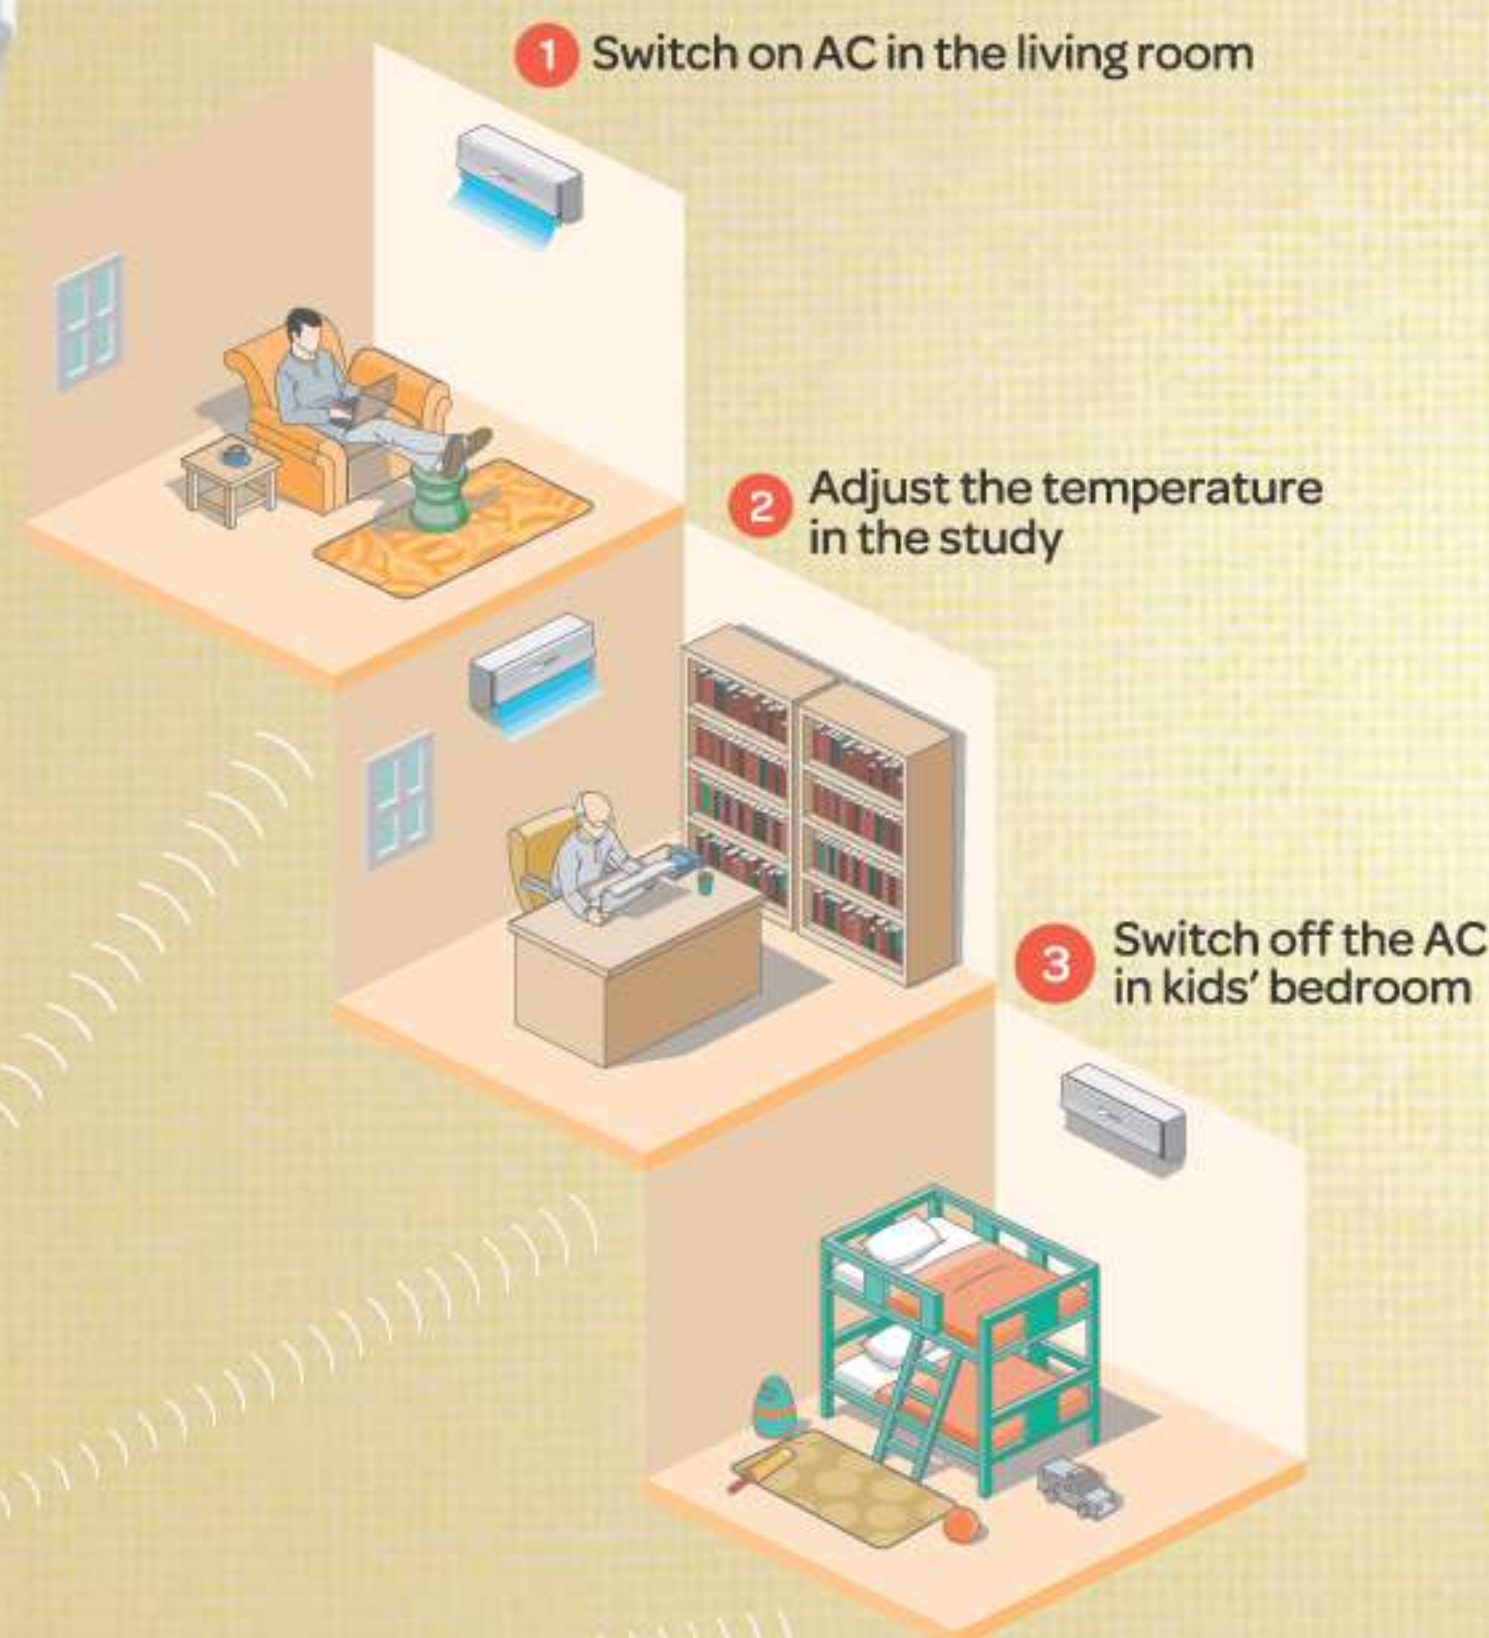 1 Switch on AC in the living room
2 Adjust the temperature
in the study
3 Switch off the AC
in kids' bedroom